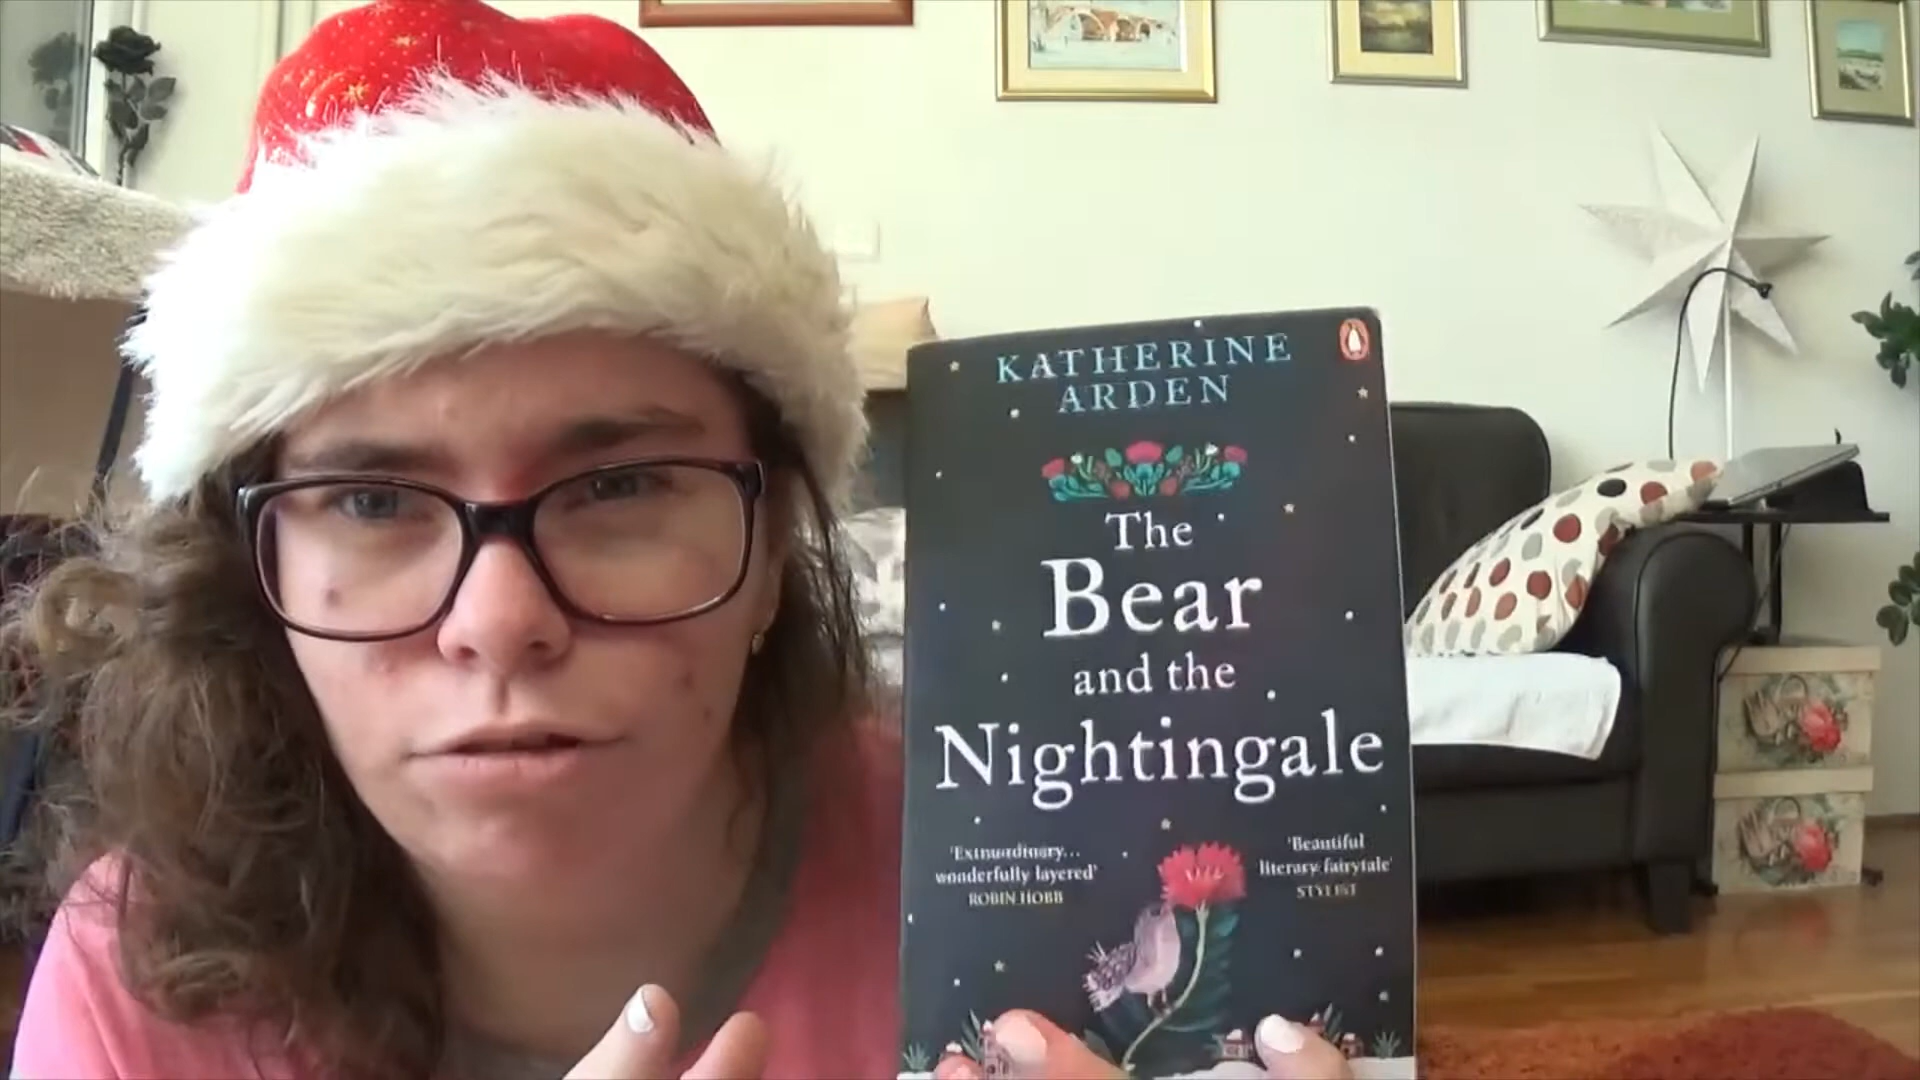 KATHERINE
ARDEN
The
Bear
and the
Nightingale
'Extraordinary...
wonderfully layered'
ROBIN HOBB
'Beautiful
literary fairytale'
STYLIST